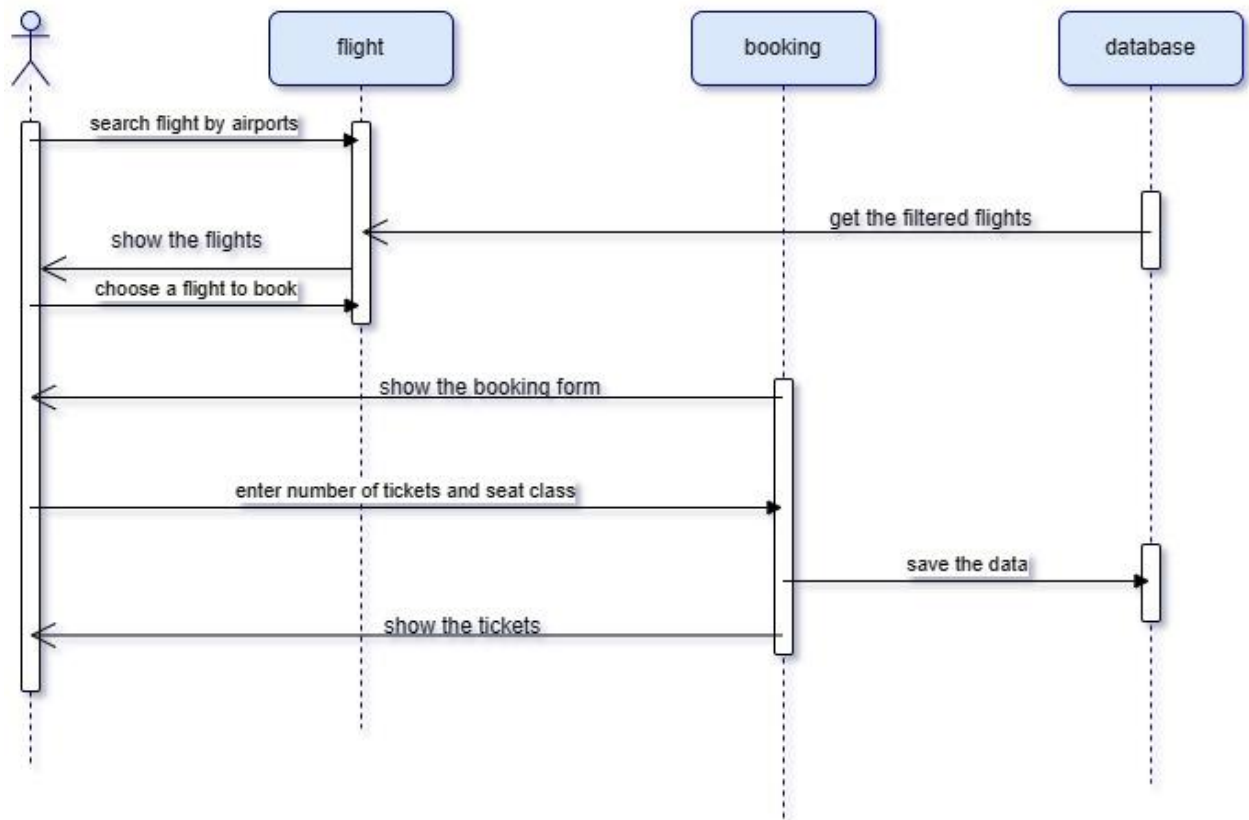 flight
booking
database
search flight by airports
get the filtered flights
show the flights
choose a flight to book
show the booking form
enter number of tickets and seat class
save the data
show the tickets